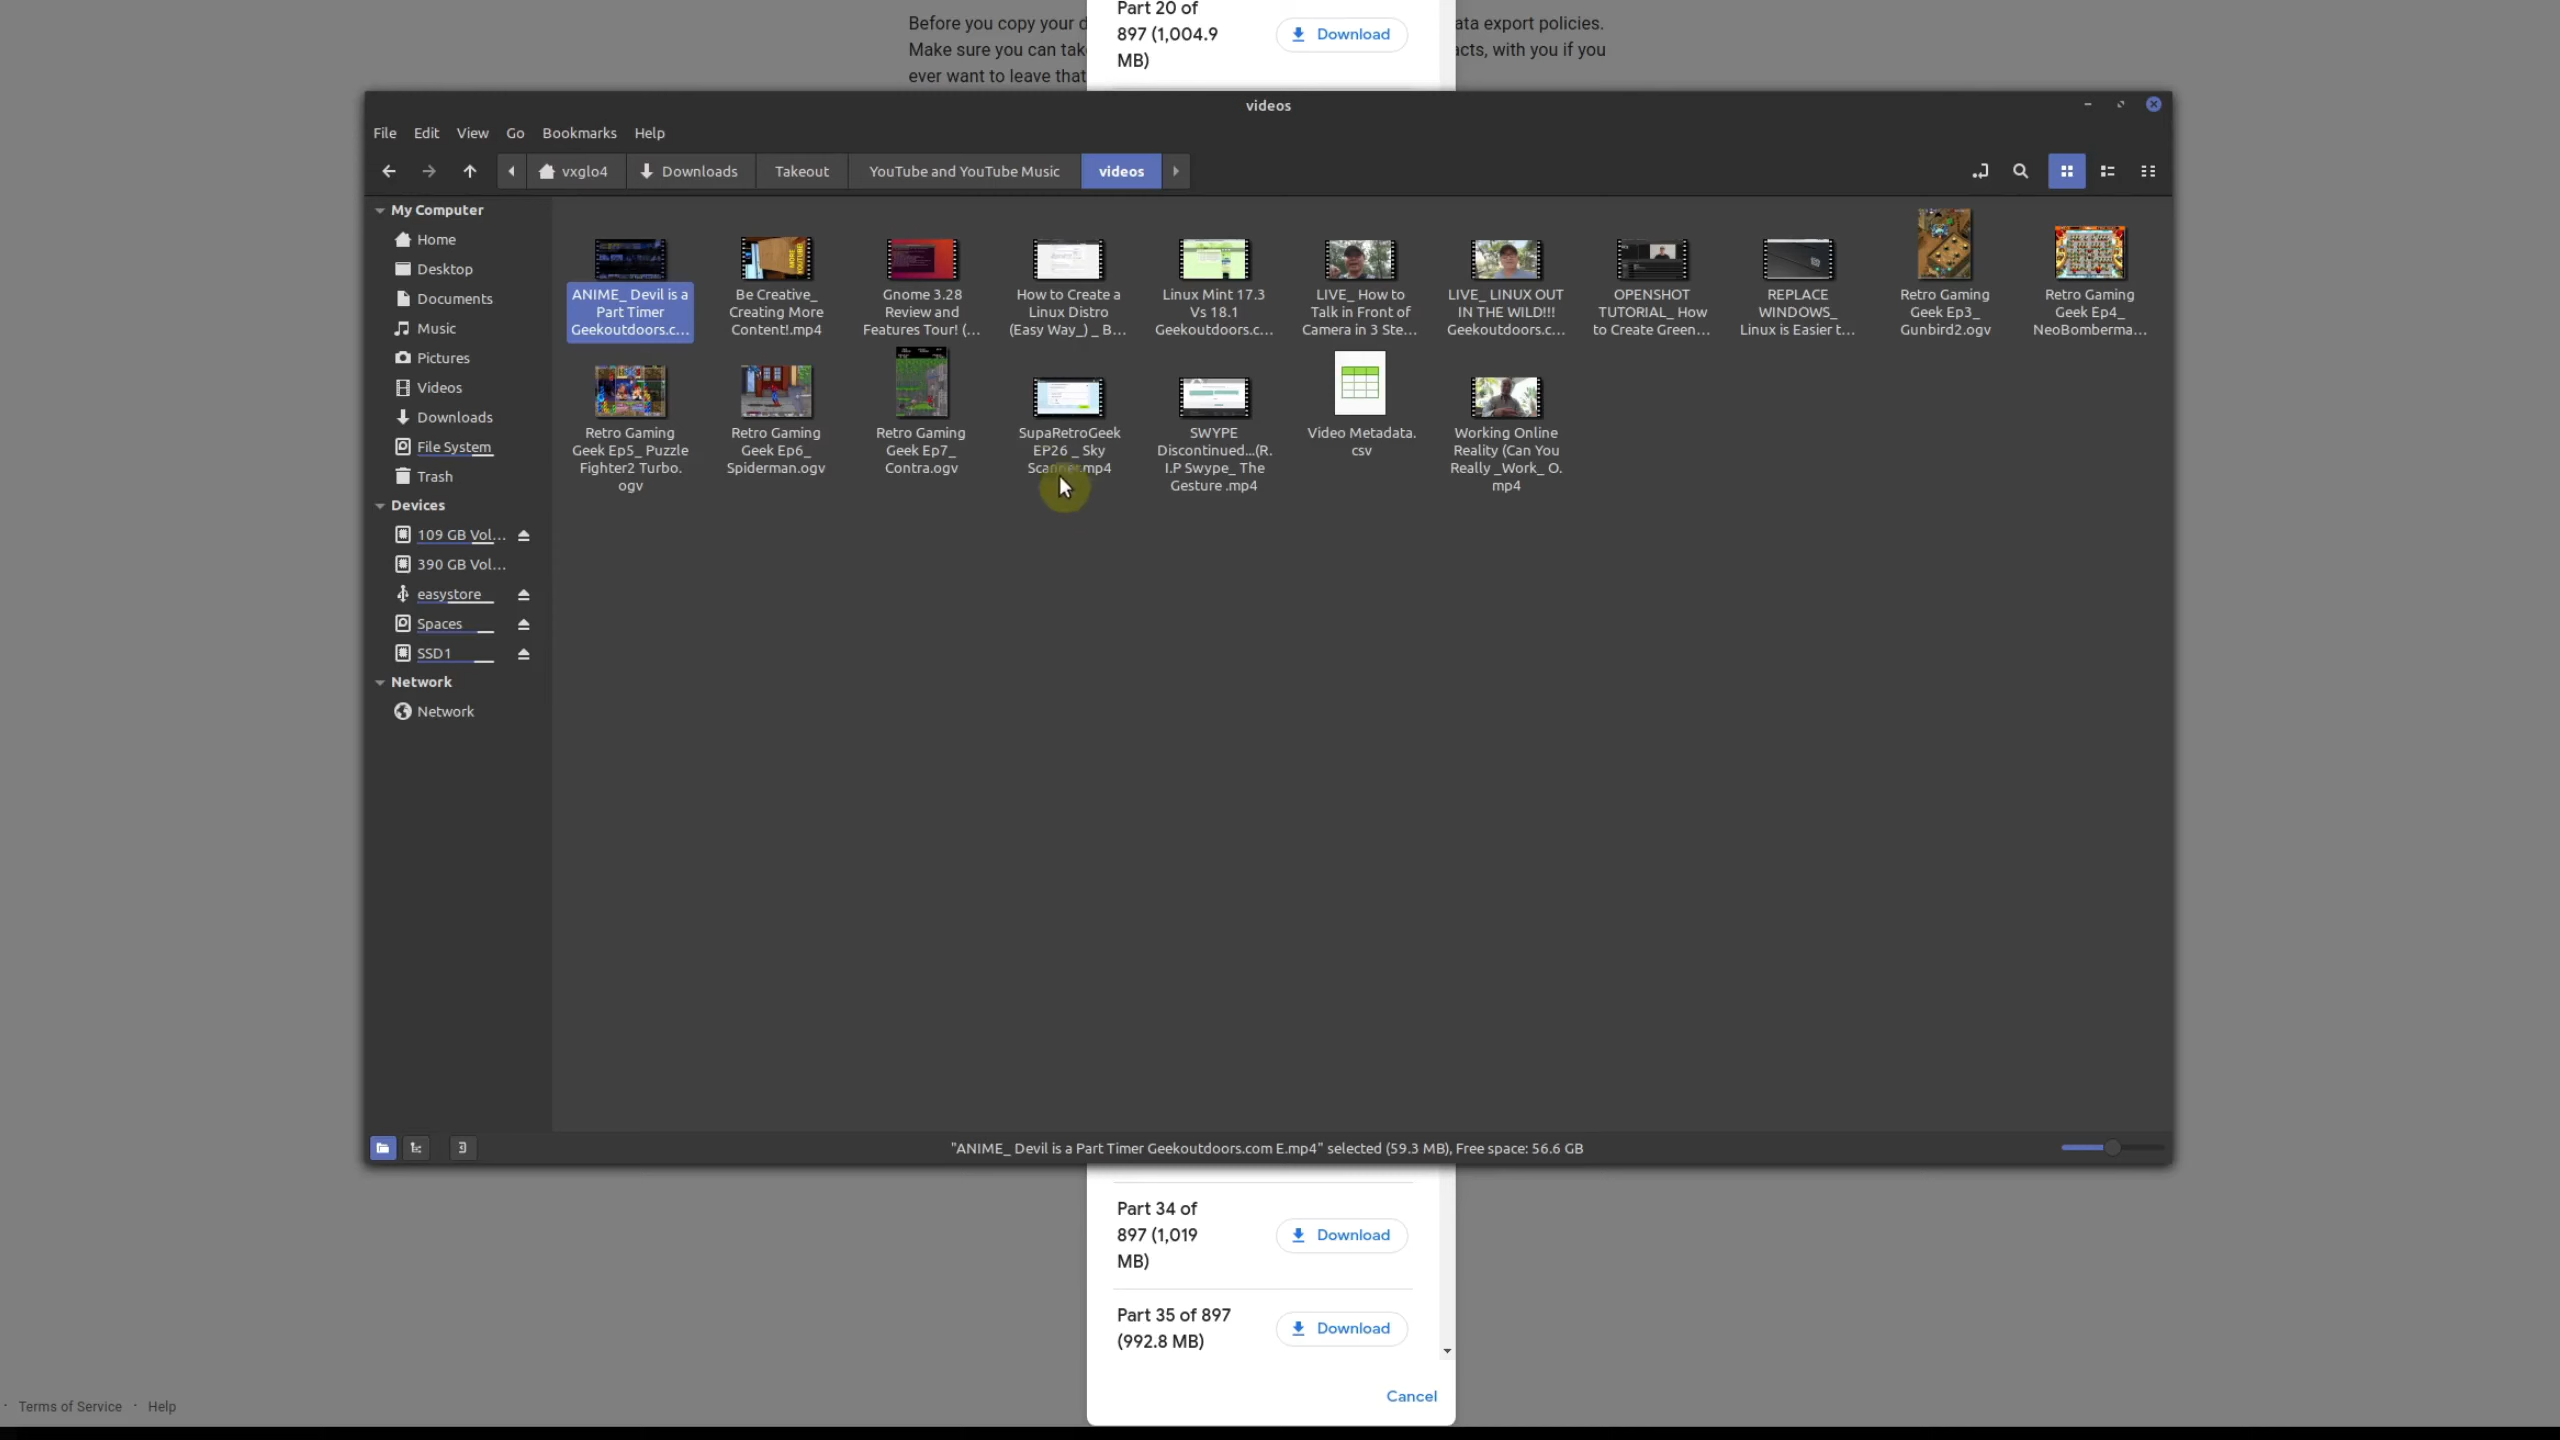 Part 20 of
897 (1,004.9
MB)
Download
Before you copy your d
ata export policies.
Make sure you can tak
acts, with you if you
ever want to leave that
videos
File Edit View Go Bookmarks Help
vxglo4 Downloads Takeout YouTube and YouTube Music videos
My Computer
Home
Desktop
Documents
Music
Pictures
Videos
Downloads
File System
Trash
Devices
109 GB Vol...
390 GB Vol...
easystore
Spaces
SSD1
Network
Network
ANIME_ Devil is a
Part Timer
Geekoutdoors.c...
Be Creative_
Creating More
Content!.mp4
Gnome 3.28
Review and
Features Tour! (...
How to Create a
Linux Distro
(Easy Way_) _ B...
Linux Mint 17.3
Vs 18.1
Geekoutdoors.c...
LIVE_ How to
Talk in Front of
Camera in 3 Ste...
LIVE_ LINUX OUT
IN THE WILD!!!
Geekoutdoors.c...
OPENSHOT
TUTORIAL_ How
to Create Green...
REPLACE
WINDOWS_
Linux is Easier t...
Retro Gaming
Geek Ep3_
Gunbird2.ogv
Retro Gaming
Geek Ep4_
NeoBomberma...
Retro Gaming
Geek Ep5_ Puzzle
Fighter2 Turbo.
ogv
Retro Gaming
Geek Ep6_
Spiderman.ogv
Retro Gaming
Geek Ep7_
Contra.ogv
SupaRetroGeek
EP26 _ Sky
Scanner.mp4
SWYPE
Discontinued...(R.
I.P Swype_ The
Gesture .mp4
Video Metadata.
csv
Working Online
Reality (Can You
Really _Work_ O.
mp4
"ANIME_ Devil is a Part Timer Geekoutdoors.com E.mp4" selected (59.3 MB), Free space: 56.6 GB
Part 34 of
897 (1,019
MB)
Download
Part 35 of 897
(992.8 MB)
Download
Cancel
· Terms of Service · Help